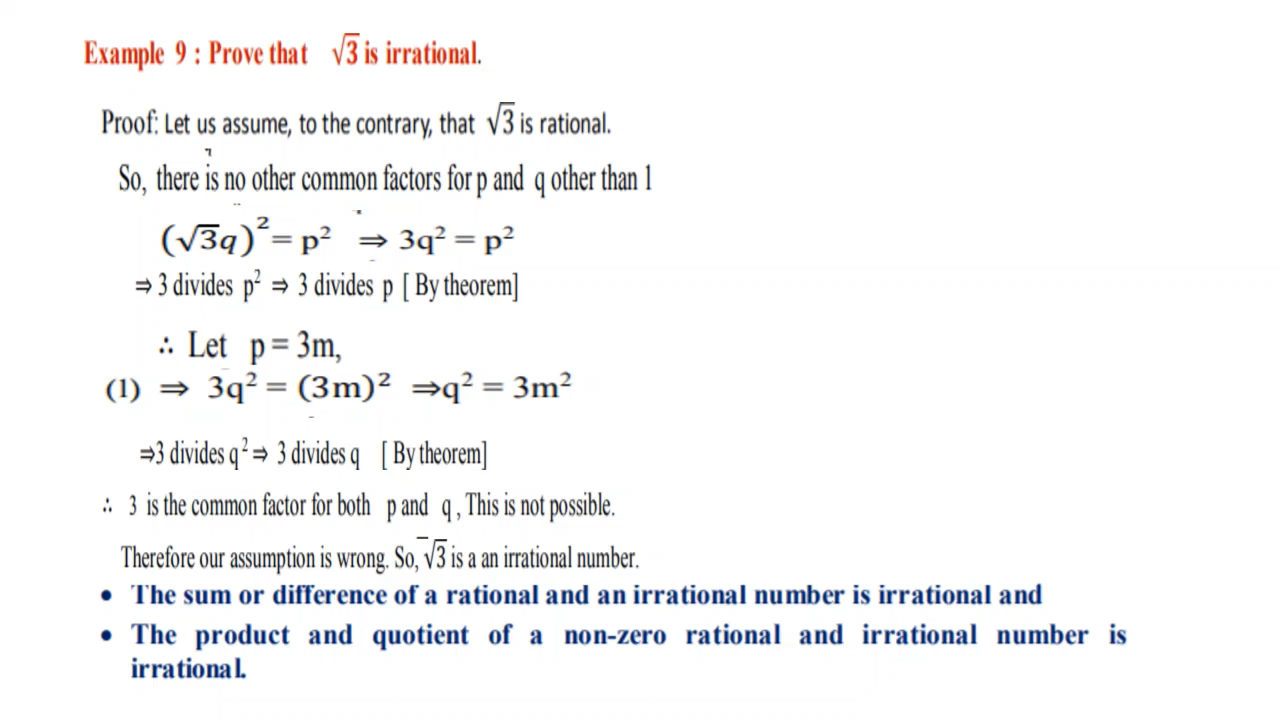 Example 9 : Prove that √3 is irrational.
Proof: Let us assume, to the contrary, that √3 is rational.
So, there is no other common factors for p and q other than 1
(√3q)² = p² ⇒ 3q² = p²
⇒ 3 divides p² ⇒ 3 divides p [ By theorem]
∴ Let p = 3m,
(1) ⇒ 3q² = (3m)² ⇒q² = 3m²
⇒3 divides q² ⇒ 3 divides q [ By theorem]
∴ 3 is the common factor for both p and q , This is not possible.
Therefore our assumption is wrong. So, √3 is a an irrational number.
• The sum or difference of a rational and an irrational number is irrational and
• The product and quotient of a non-zero rational and irrational number is
irrational.